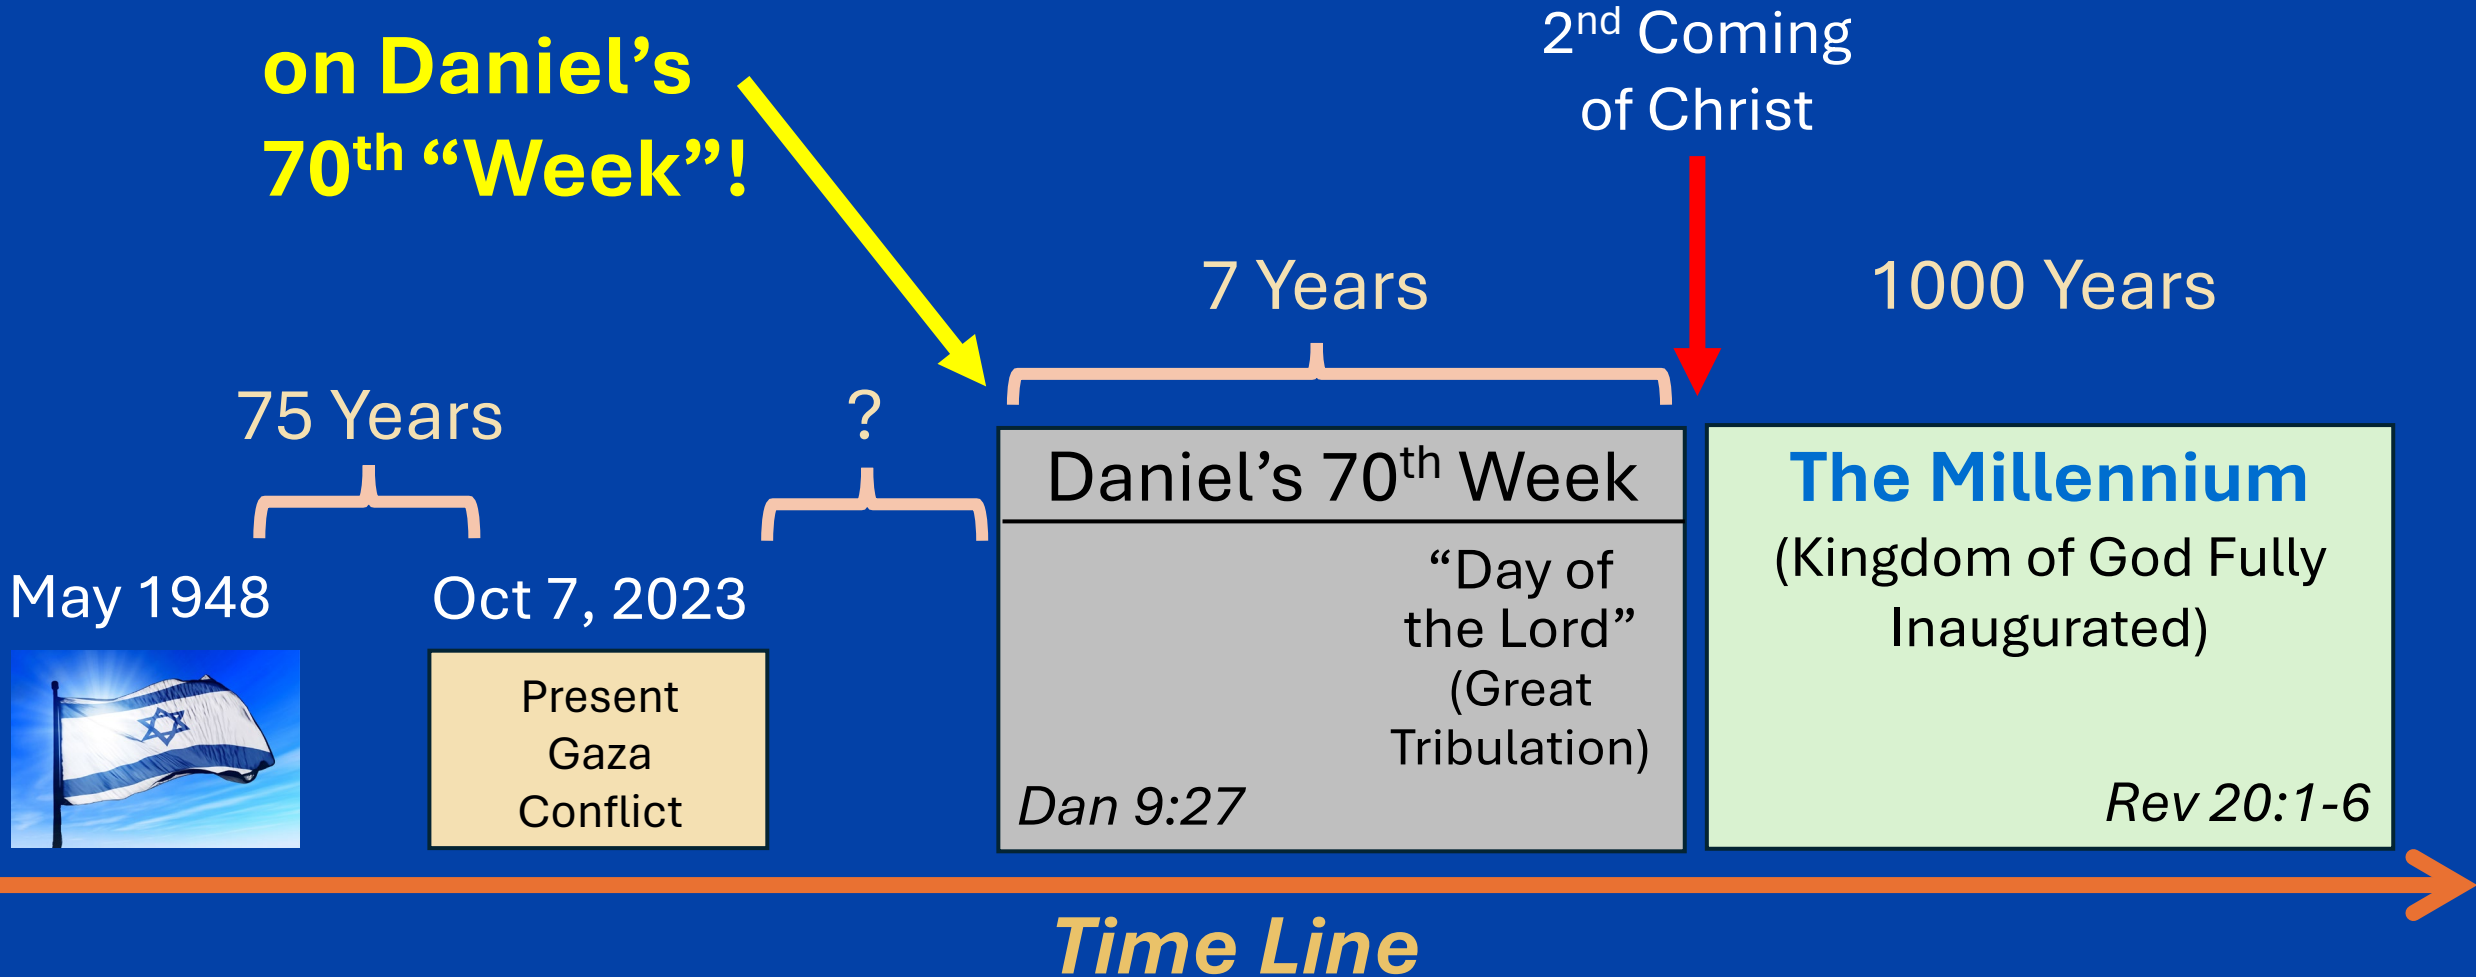 on Daniel’s
70th “Week”!
2nd Coming
of Christ
7 Years
1000 Years
75 Years
?
May 1948
Oct 7, 2023
Present
Gaza
Conflict
Daniel’s 70th Week
“Day of
the Lord”
(Great
Tribulation)
Dan 9:27
The Millennium
(Kingdom of God Fully
Inaugurated)
Rev 20:1-6
Time Line